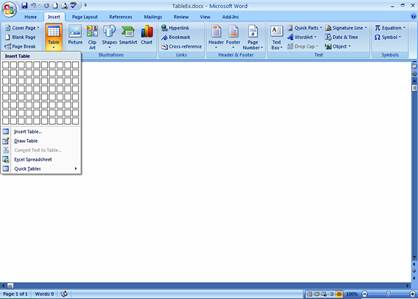 TableEx.docx - Microsoft Word
Home Insert Page Layout References Mailings Review View Add-Ins
Cover Page
Blank Page
Page Break
Table
Picture
Clip Art
Shapes
SmartArt
Chart
Hyperlink
Bookmark
Cross-reference
Header
Footer
Page Number
Text Box
Quick Parts
WordArt
Drop Cap
Signature Line
Date & Time
Object
Equation
Symbol
Illustrations Links Header & Footer Text Symbols
Insert Table
Insert Table...
Draw Table
Convert Text to Table...
Excel Spreadsheet
Quick Tables
Page: 1 of 1 Words: 0 100%